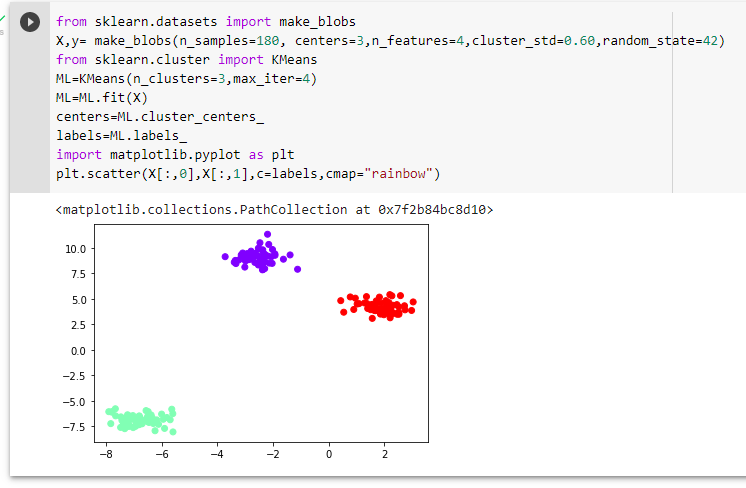 from sklearn.datasets import make_blobs
X,y= make_blobs(n_samples=180, centers=3,n_features=4,cluster_std=0.60,random_state=42)
from sklearn.cluster import KMeans
ML=KMeans(n_clusters=3,max_iter=4)
ML=ML.fit(X)
centers=ML.cluster_centers_
labels=ML.labels_
import matplotlib.pyplot as plt
plt.scatter(X[:,0],X[:,1],c=labels,cmap="rainbow")
<matplotlib.collections.PathCollection at 0x7f2b84bc8d10>
10.0
7.5
5.0
2.5
0.0
−2.5
−5.0
−7.5
−8 −6 −4 −2 0 2